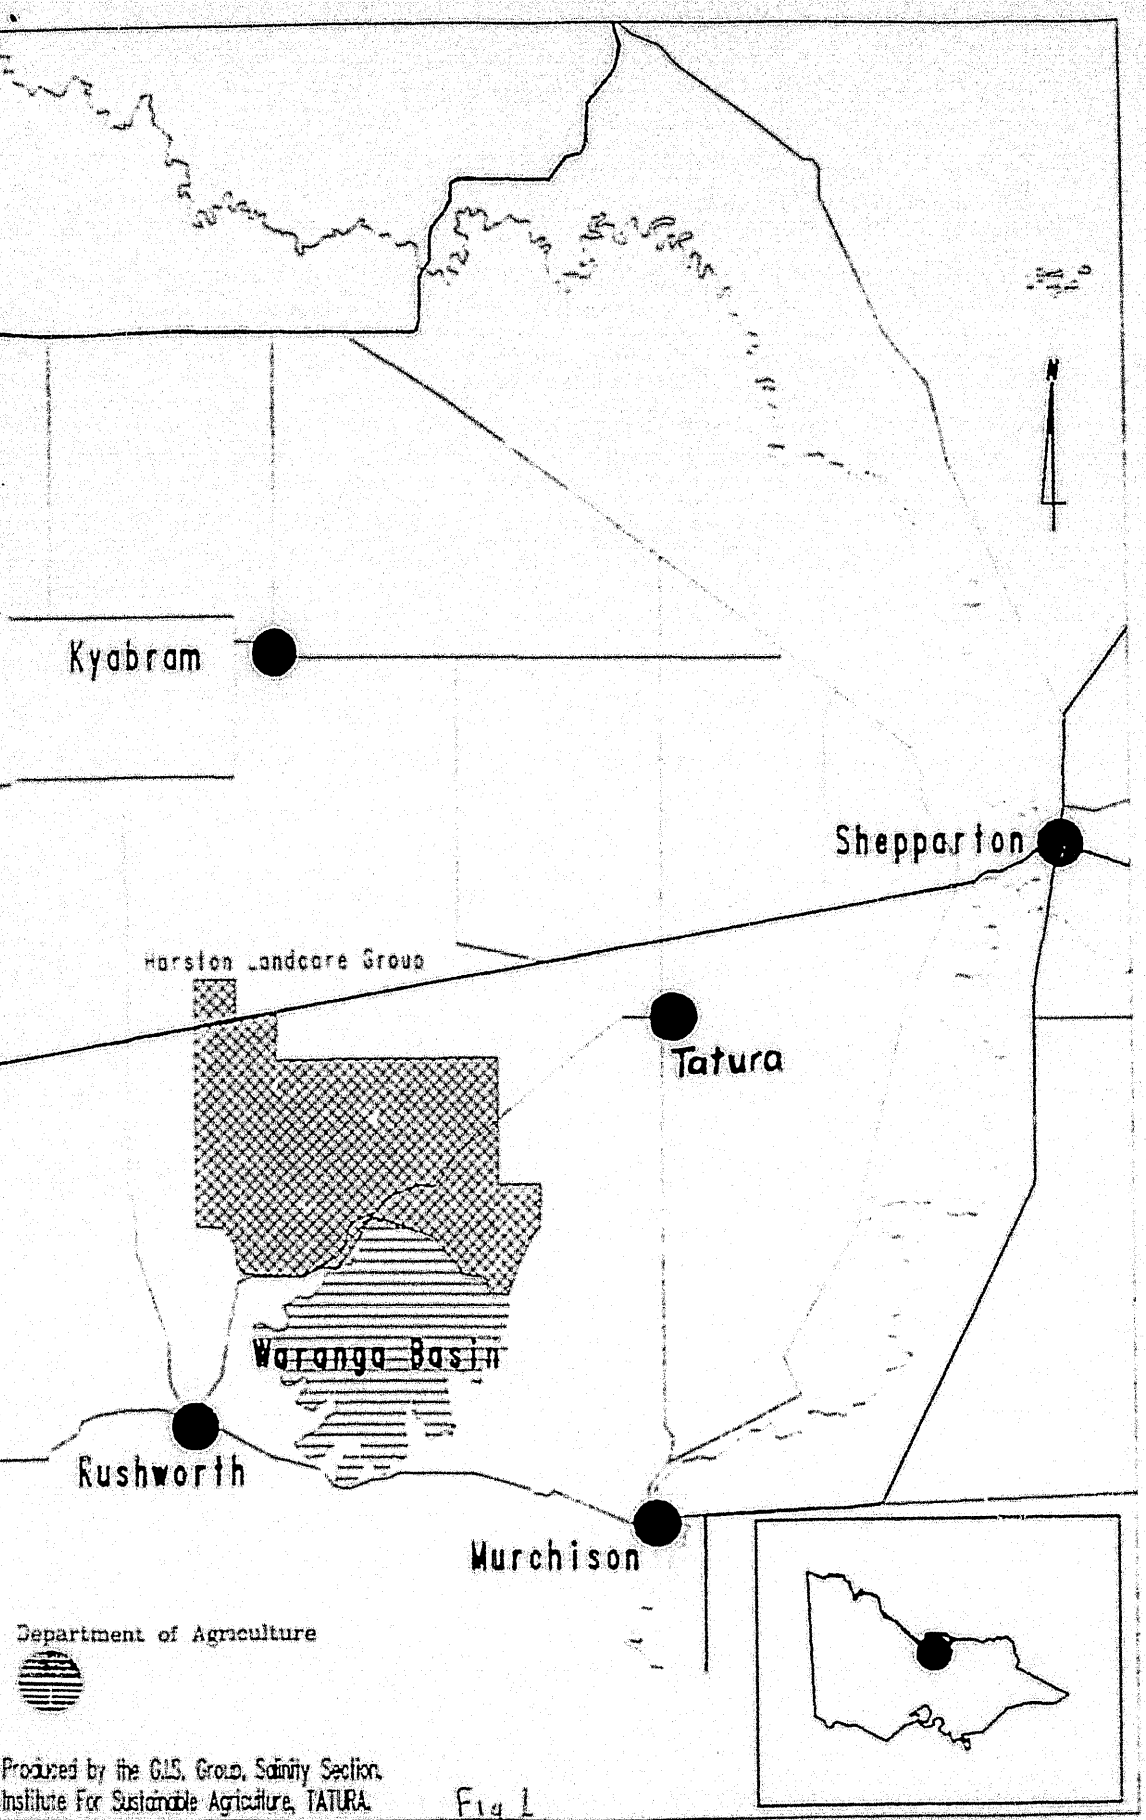 N
Kyabram
Shepparton
Harston Landcare Group
Tatura
Waranga Basin
Rushworth
Murchison
Department of Agriculture
Produced by the G.I.S. Group, Salinity Section,
Institute For Sustainable Agriculture, TATURA.
Fig 1